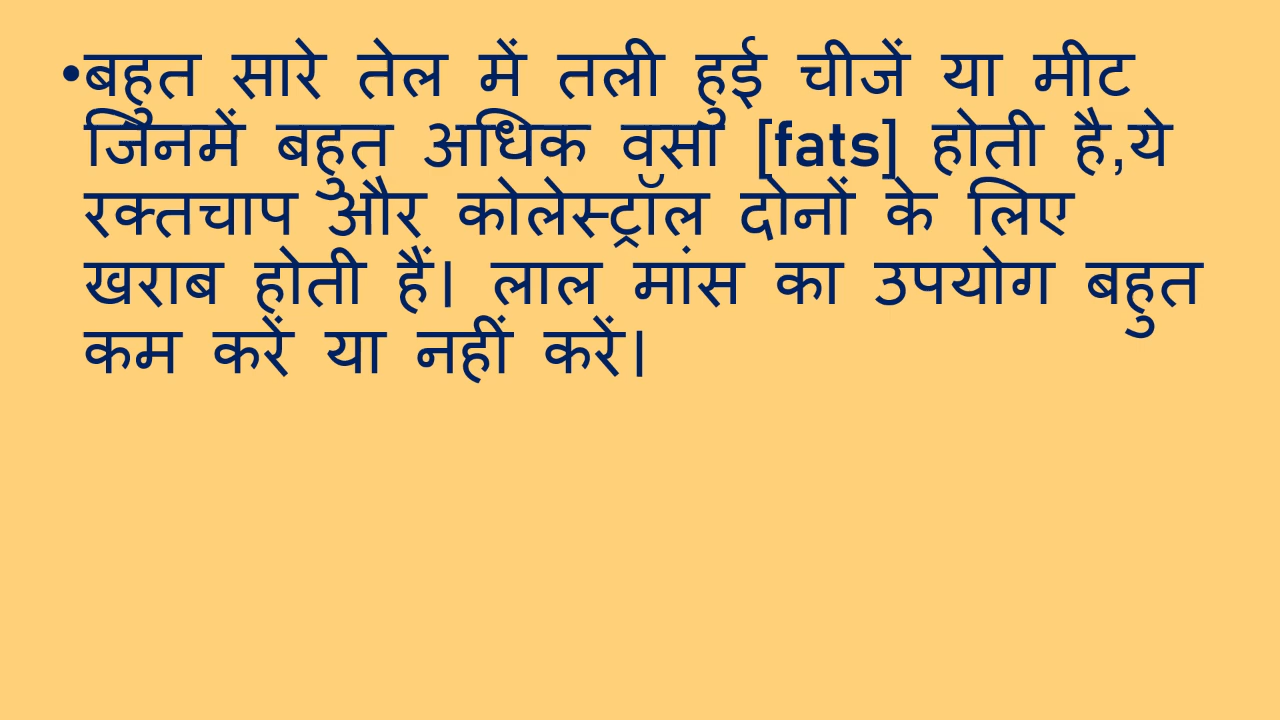 •बहुत सारे तेल में तली हुई चीजें या मीट
जिनमें बहुत अधिक वसा [fats] होती है,ये
रक्तचाप और कोलेस्ट्रॉल दोनों के लिए
खराब होती हैं। लाल मांस का उपयोग बहुत
कम करें या नहीं करें।